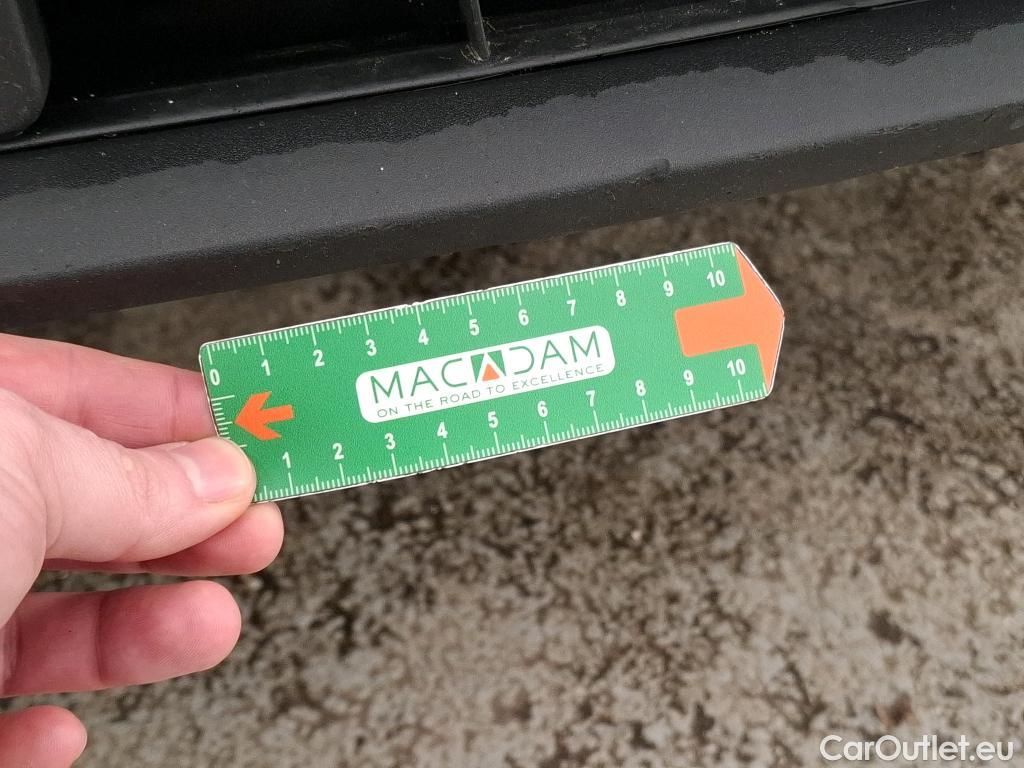 0 1 2 3 4 5 6 7 8 9 10
MACADAM
ON THE ROAD TO EXCELLENCE
1 2 3 4 5 6 7 8 9 10
CarOutlet.eu